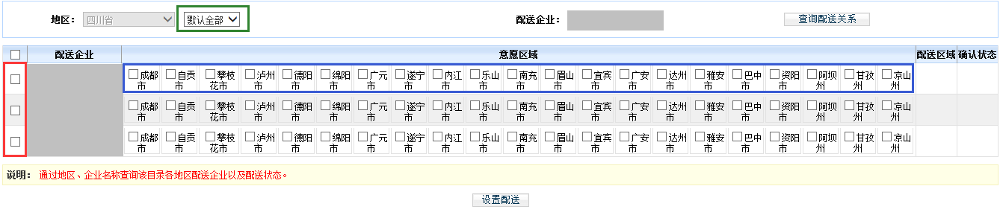 地区： 四川省 默认全部 配送企业： 查询配送关系
配送企业 意愿区域 配送区域 确认状态
成都市 自贡市 攀枝花市 泸州市 德阳市 绵阳市 广元市 遂宁市 内江市 乐山市 南充市 眉山市 宜宾市 广安市 达州市 雅安市 巴中市 资阳市 阿坝州 甘孜州 凉山州
成都市 自贡市 攀枝花市 泸州市 德阳市 绵阳市 广元市 遂宁市 内江市 乐山市 南充市 眉山市 宜宾市 广安市 达州市 雅安市 巴中市 资阳市 阿坝州 甘孜州 凉山州
成都市 自贡市 攀枝花市 泸州市 德阳市 绵阳市 广元市 遂宁市 内江市 乐山市 南充市 眉山市 宜宾市 广安市 达州市 雅安市 巴中市 资阳市 阿坝州 甘孜州 凉山州
说明： 通过地区、企业名称查询该目录各地区配送企业以及配送状态。
设置配送